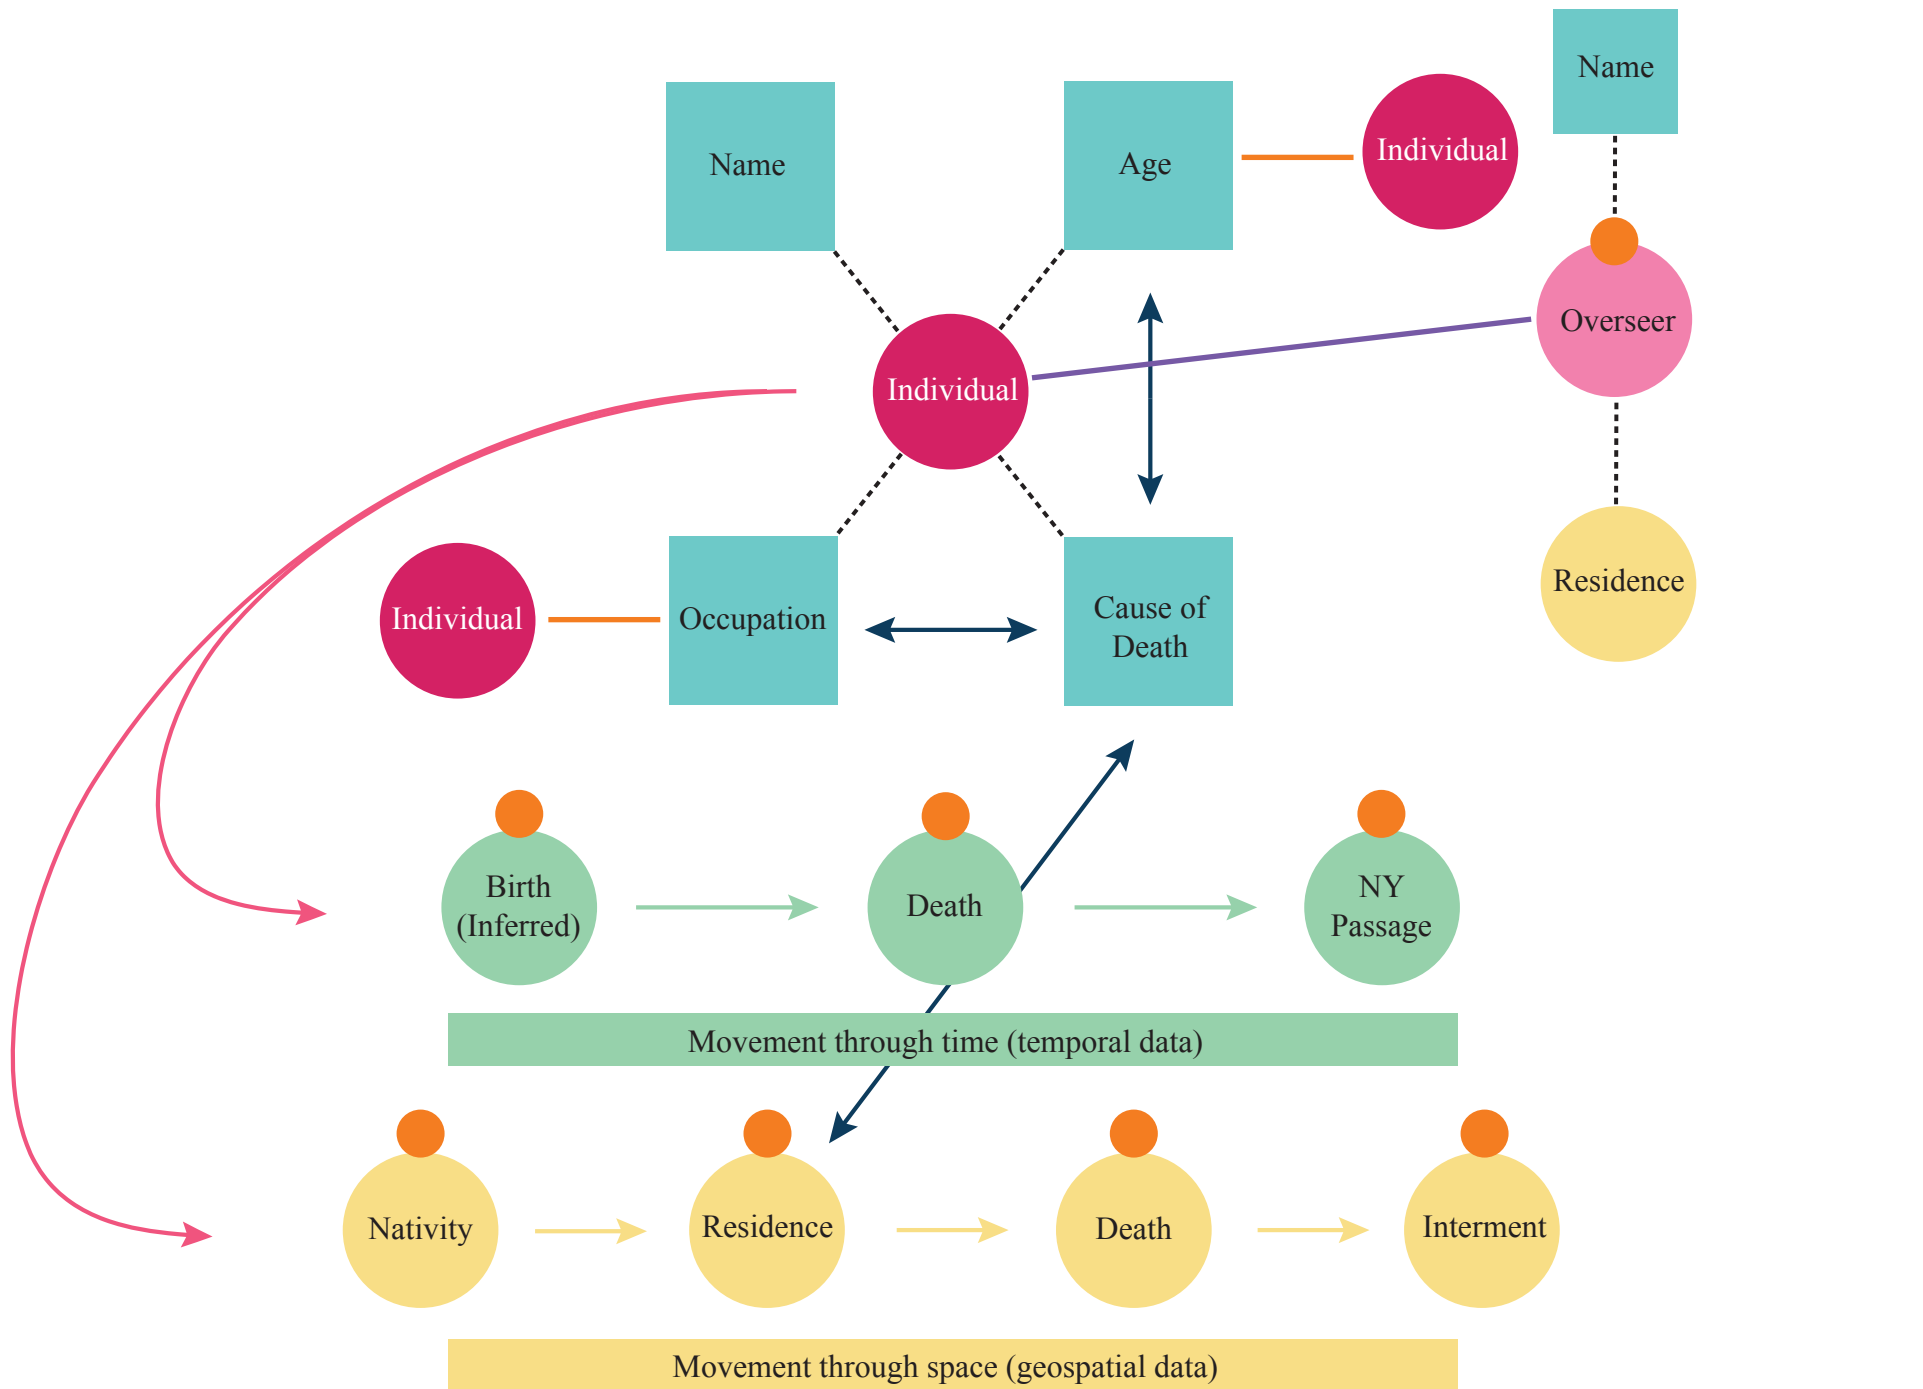 Name
Name
Age
Individual
Overseer
Individual
Residence
Individual
Occupation
Cause of
Death
Birth
(Inferred)
Death
NY
Passage
Movement through time (temporal data)
Nativity
Residence
Death
Interment
Movement through space (geospatial data)